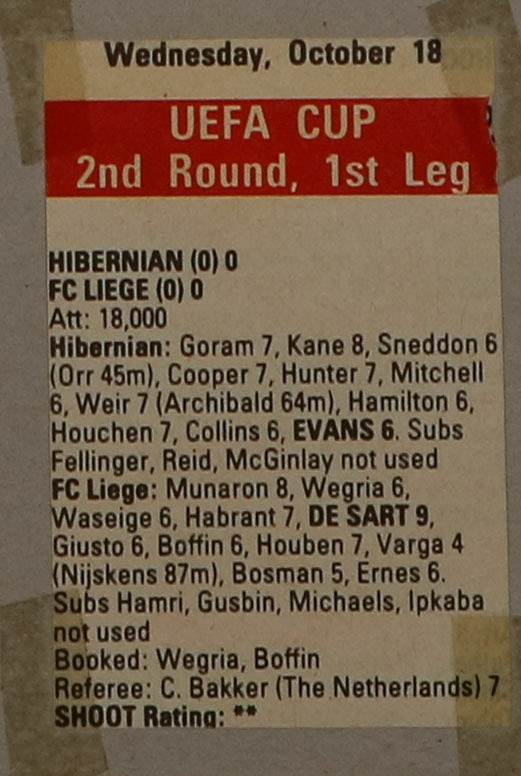 Wednesday, October 18
UEFA CUP
2nd Round, 1st Leg
HIBERNIAN (0) 0
FC LIEGE (0) 0
Att: 18,000
Hibernian: Goram 7, Kane 8, Sneddon 6
(Orr 45m), Cooper 7, Hunter 7, Mitchell
6, Weir 7 (Archibald 64m), Hamilton 6,
Houchen 7, Collins 6, EVANS 6. Subs
Fellinger, Reid, McGinlay not used
FC Liege: Munaron 8, Wegria 6,
Waseige 6, Habrant 7, DE SART 9,
Giusto 6, Boffin 6, Houben 7, Varga 4
(Nijskens 87m), Bosman 5, Ernes 6.
Subs Hamri, Gusbin, Michaels, Ipkaba
not used
Booked: Wegria, Boffin
Referee: C. Bakker (The Netherlands) 7
SHOOT Rating: **